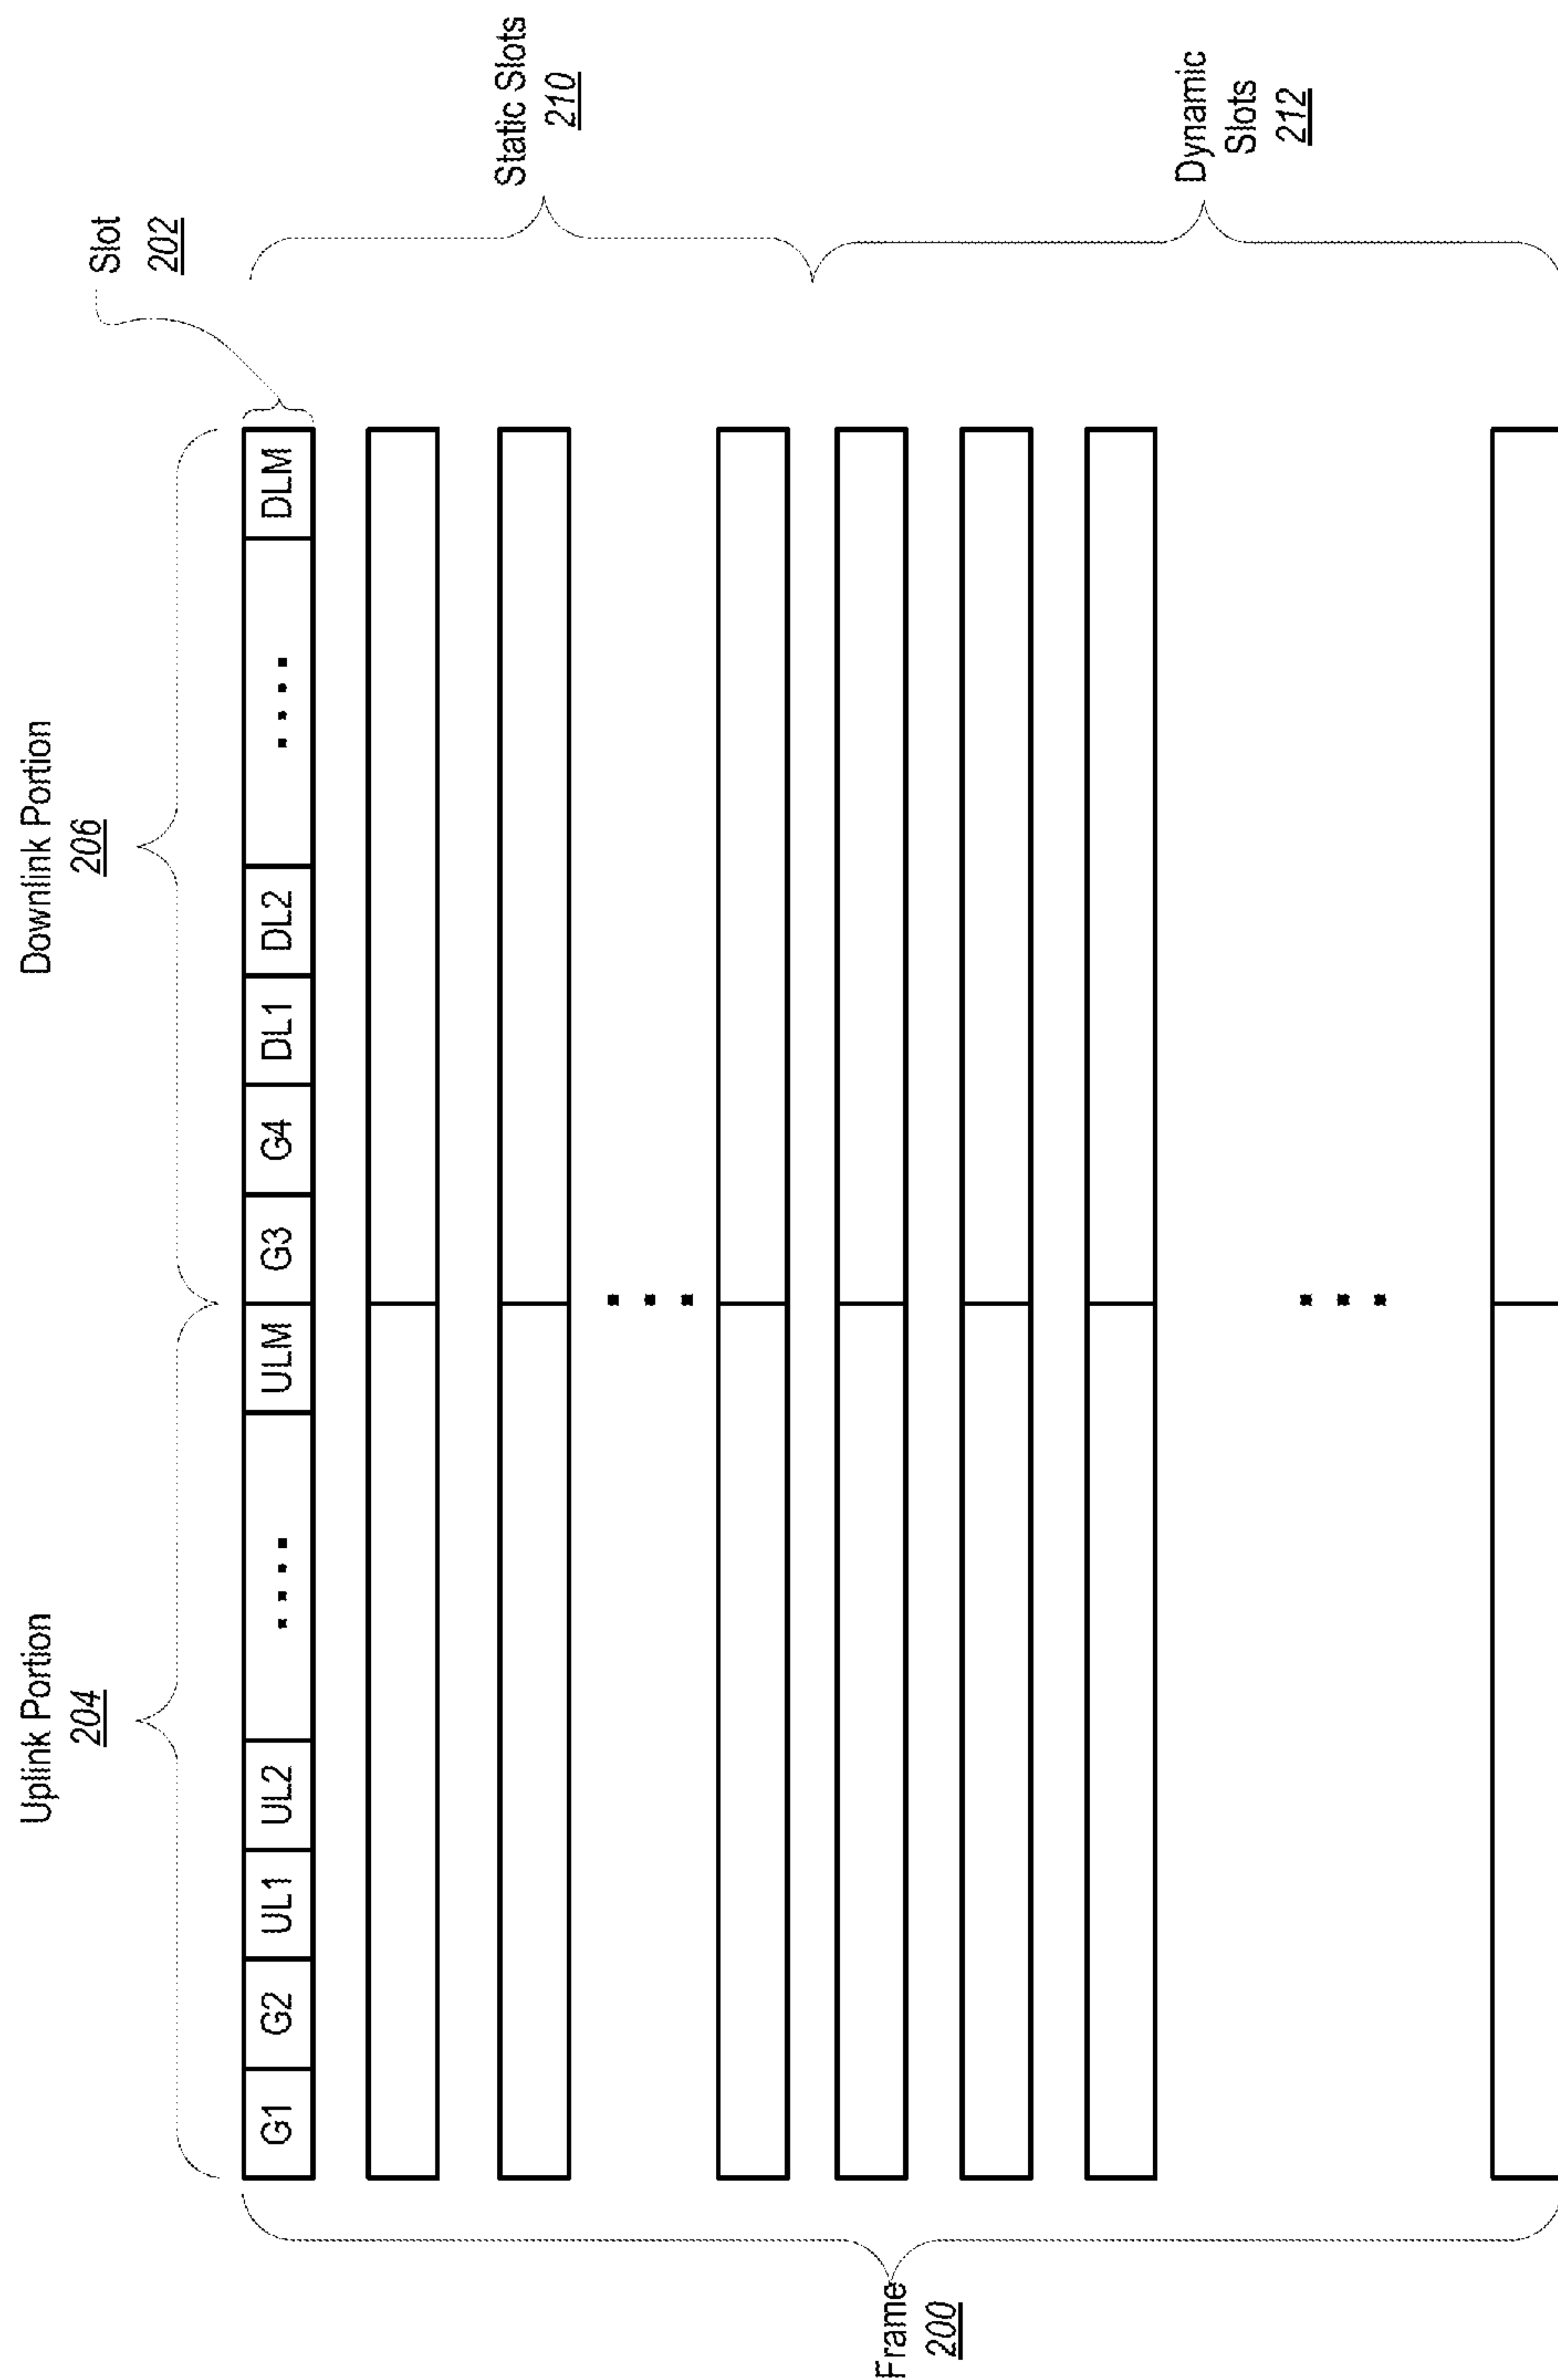 Uplink Portion
204
Downlink Portion
206
Slot
202
G1 G2 UL1 UL2 .... ULM G3 G4 DL1 DL2 .... DLM
Static Slots
210
Frame
200
Dynamic
Slots
212